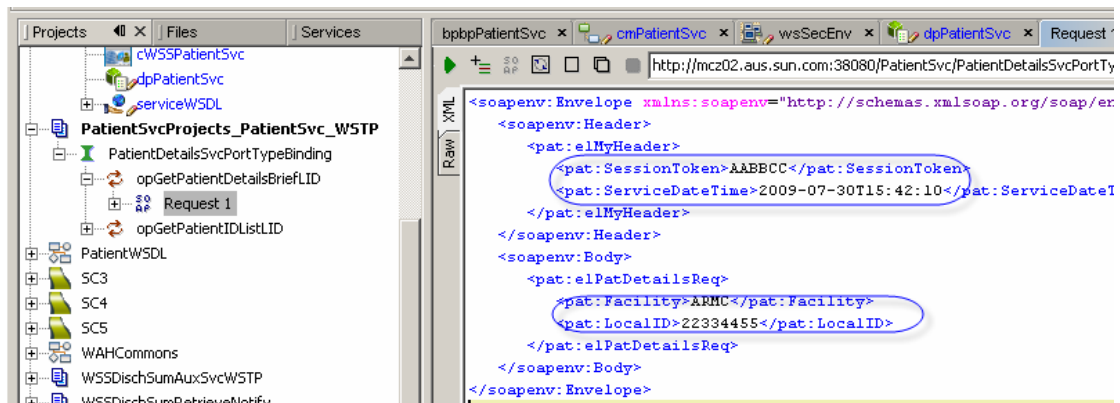 Projects Files Services
cWSSPatientSvc
dpPatientSvc
serviceWSDL
PatientSvcProjects_PatientSvc_WSTP
PatientDetailsSvcPortTypeBinding
opGetPatientDetailsBriefLID
Request 1
opGetPatientIDListLID
PatientWSDL
SC3
SC4
SC5
WAHCommons
WSSDischSumAuxSvcWSTP
WSSDischSumRetrieveNotify
bpbpPatientSvc cmPatientSvc wsSecEnv dpPatientSvc Request 1
http://mcz02.aus.sun.com:38080/PatientSvc/PatientDetailsSvcPortTy
XML
Raw
<soapenv:Envelope xmlns:soapenv="http://schemas.xmlsoap.org/soap/en
<soapenv:Header>
<pat:elMyHeader>
<pat:SessionToken>AABBCC</pat:SessionToken>
<pat:ServiceDateTime>2009-07-30T15:42:10</pat:ServiceDateT
</pat:elMyHeader>
</soapenv:Header>
<soapenv:Body>
<pat:elPatDetailsReq>
<pat:Facility>ARMC</pat:Facility>
<pat:LocalID>22334455</pat:LocalID>
</pat:elPatDetailsReq>
</soapenv:Body>
</soapenv:Envelope>